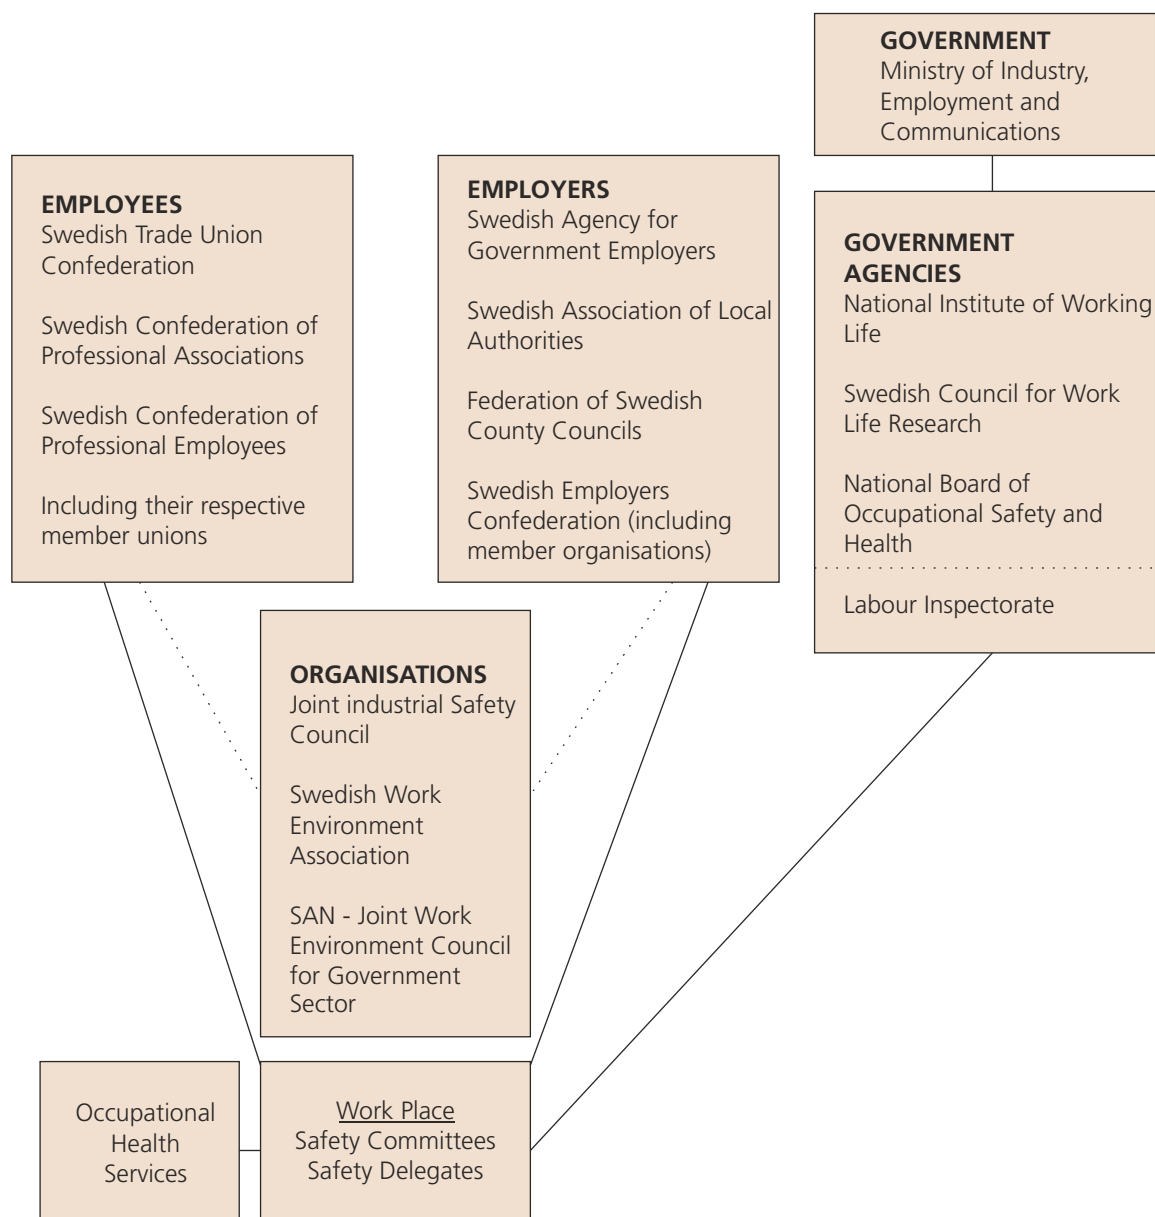 GOVERNMENT
Ministry of Industry,
Employment and
Communications
EMPLOYEES
Swedish Trade Union
Confederation
Swedish Confederation of
Professional Associations
Swedish Confederation of
Professional Employees
Including their respective
member unions
EMPLOYERS
Swedish Agency for
Government Employers
Swedish Association of Local
Authorities
Federation of Swedish
County Councils
Swedish Employers
Confederation (including
member organisations)
GOVERNMENT
AGENCIES
National Institute of Working
Life
Swedish Council for Work
Life Research
National Board of
Occupational Safety and
Health
Labour Inspectorate
ORGANISATIONS
Joint industrial Safety
Council
Swedish Work
Environment
Association
SAN - Joint Work
Environment Council
for Government
Sector
Occupational
Health
Services
Work Place
Safety Committees
Safety Delegates